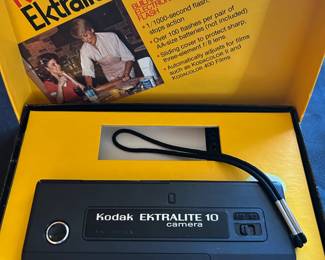 Ektralite
FLASH
• 1/1000-second flash
stops action
• Over 100 flashes per pair of
AA-size batteries (not included)
• Sliding cover to protect sharp,
three-element f/8 lens.
• Automatically adjusts for films
such as KODACOLOR II and
KODACOLOR 400 Films
Kodak EKTRALITE 10
camera